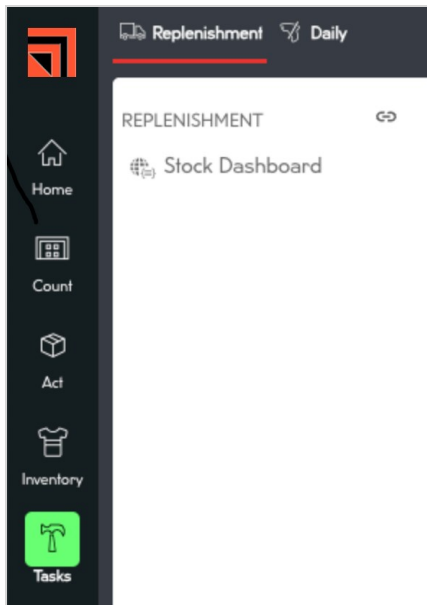 Replenishment Daily
REPLENISHMENT
Stock Dashboard
Home
Count
Act
Inventory
Tasks